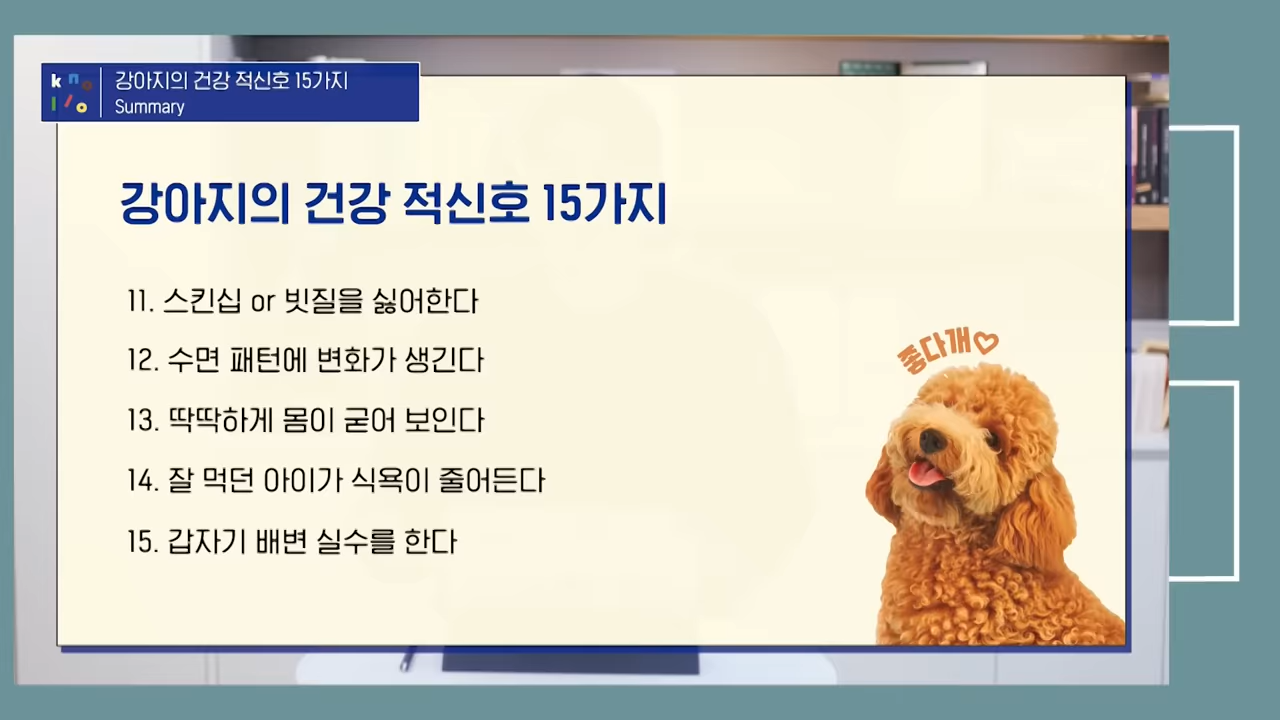 knollo
강아지의 건강 적신호 15가지
Summary
강아지의 건강 적신호 15가지
11. 스킨십 or 빗질을 싫어한다
12. 수면 패턴에 변화가 생긴다
13. 딱딱하게 몸이 굳어 보인다
14. 잘 먹던 아이가 식욕이 줄어든다
15. 갑자기 배변 실수를 한다
좋다개♡